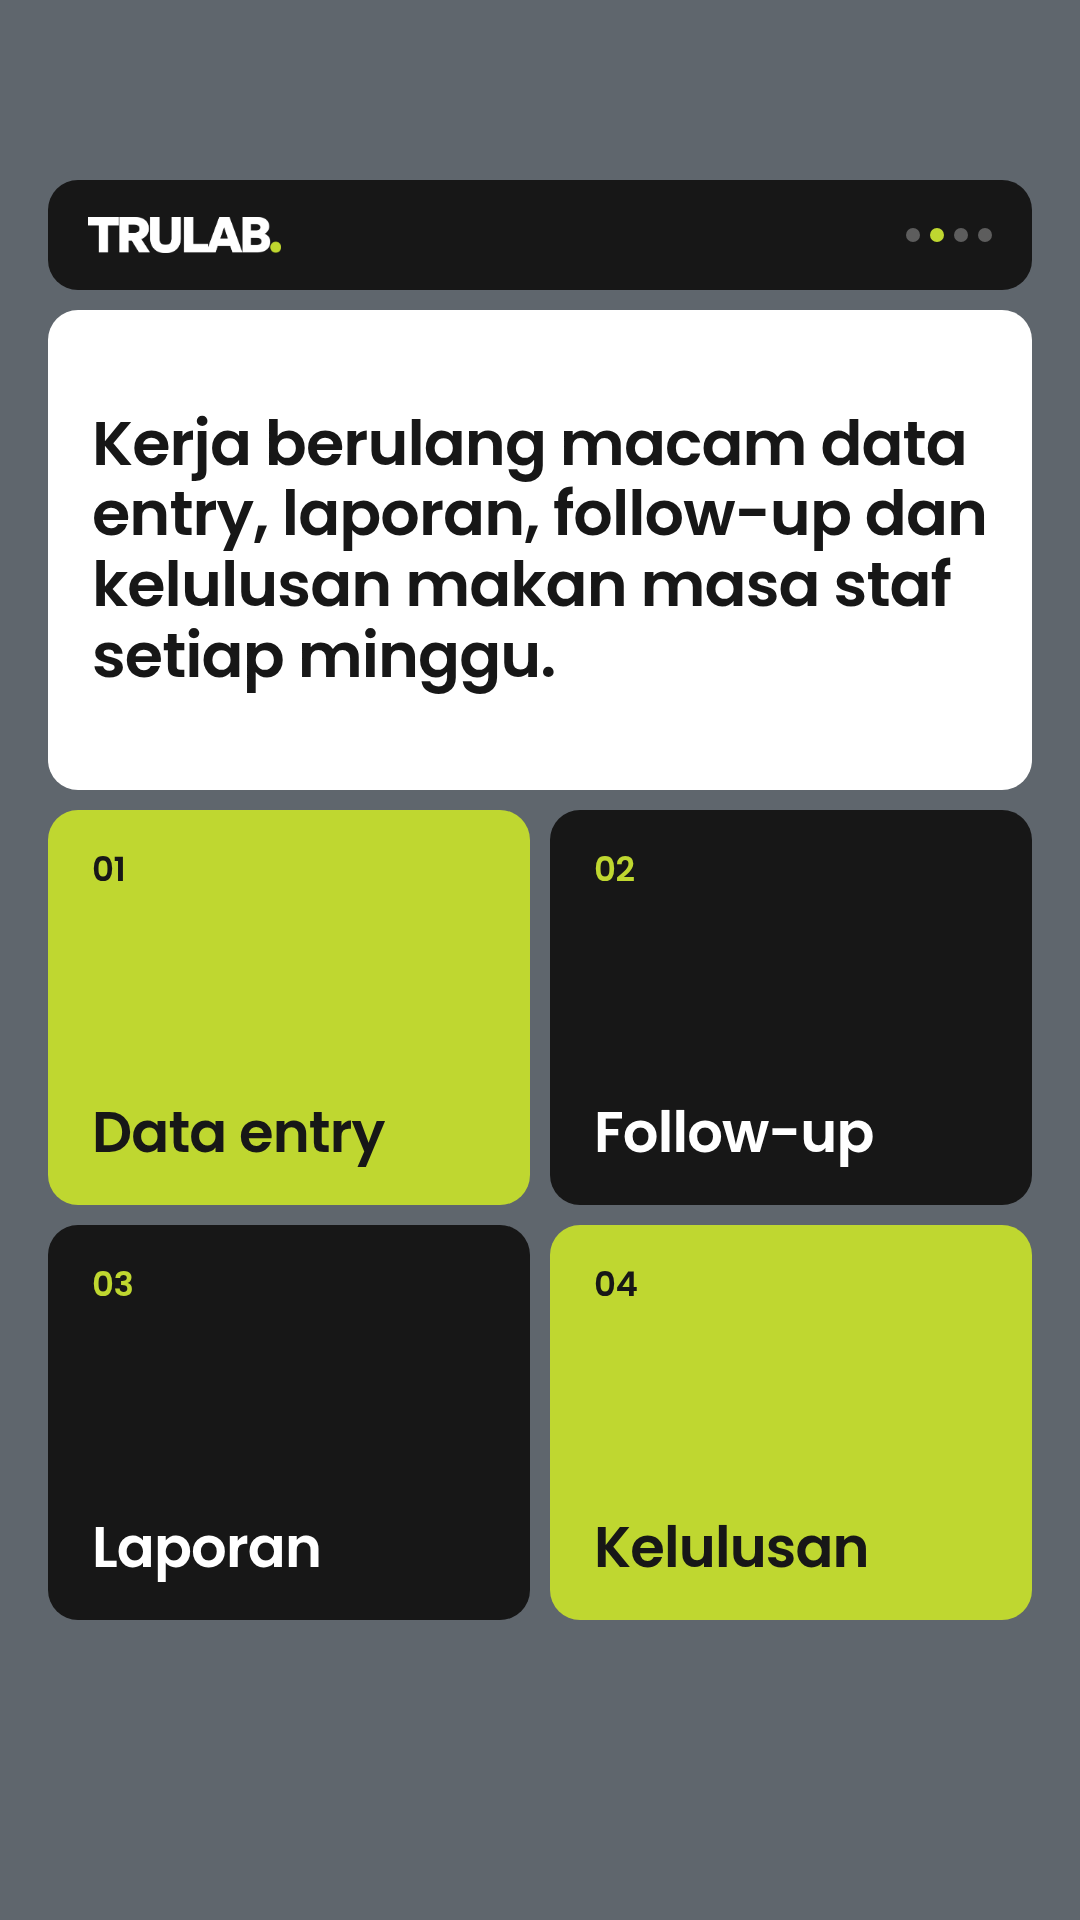 TRULAB.
Kerja berulang macam data
entry, laporan, follow-up dan
kelulusan makan masa staf
setiap minggu.
01
Data entry
02
Follow-up
03
Laporan
04
Kelulusan